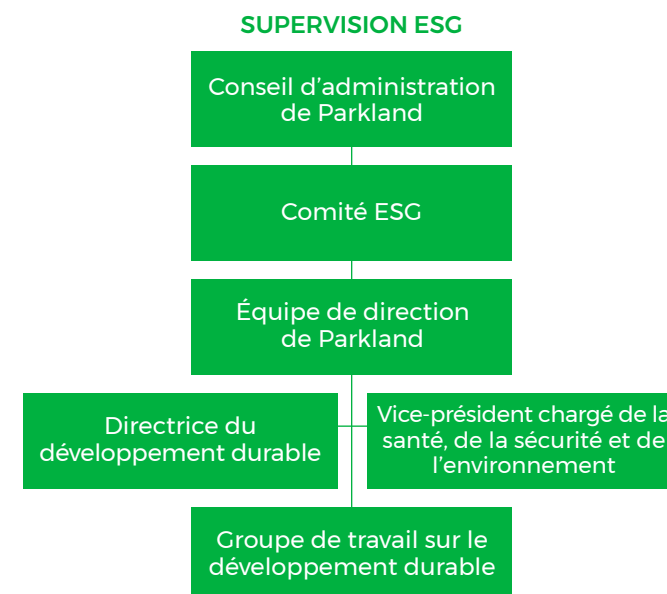 SUPERVISION ESG
Conseil d’administration
de Parkland
Comité ESG
Équipe de direction
de Parkland
Directrice du
développement durable
Vice-président chargé de la
santé, de la sécurité et de
l’environnement
Groupe de travail sur le
développement durable